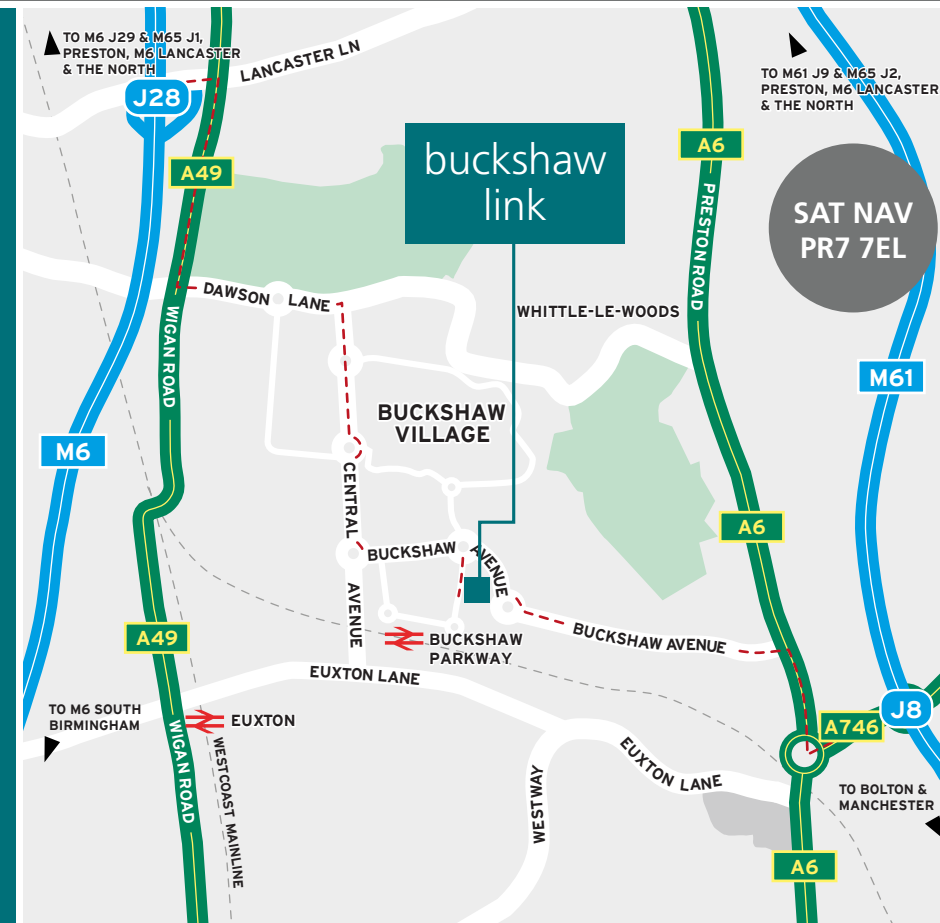 TO M6 J29 & M65 J1,
PRESTON, M6 LANCASTER
& THE NORTH
LANCASTER LN
J28
A49
buckshaw
link
A6
TO M61 J9 & M65 J2,
PRESTON, M6 LANCASTER
& THE NORTH
SAT NAV
PR7 7EL
PRESTON ROAD
DAWSON LANE
WHITTLE-LE-WOODS
WIGAN ROAD
M61
BUCKSHAW
VILLAGE
M6
CENTRAL
AVENUE
A6
BUCKSHAW
AVENUE
A49
BUCKSHAW
PARKWAY
BUCKSHAW AVENUE
EUXTON LANE
TO M6 SOUTH
BIRMINGHAM
EUXTON
WIGAN ROAD
WESTCOAST MAINLINE
J8
A746
EUXTON LANE
WESTWAY
TO BOLTON &
MANCHESTER
A6